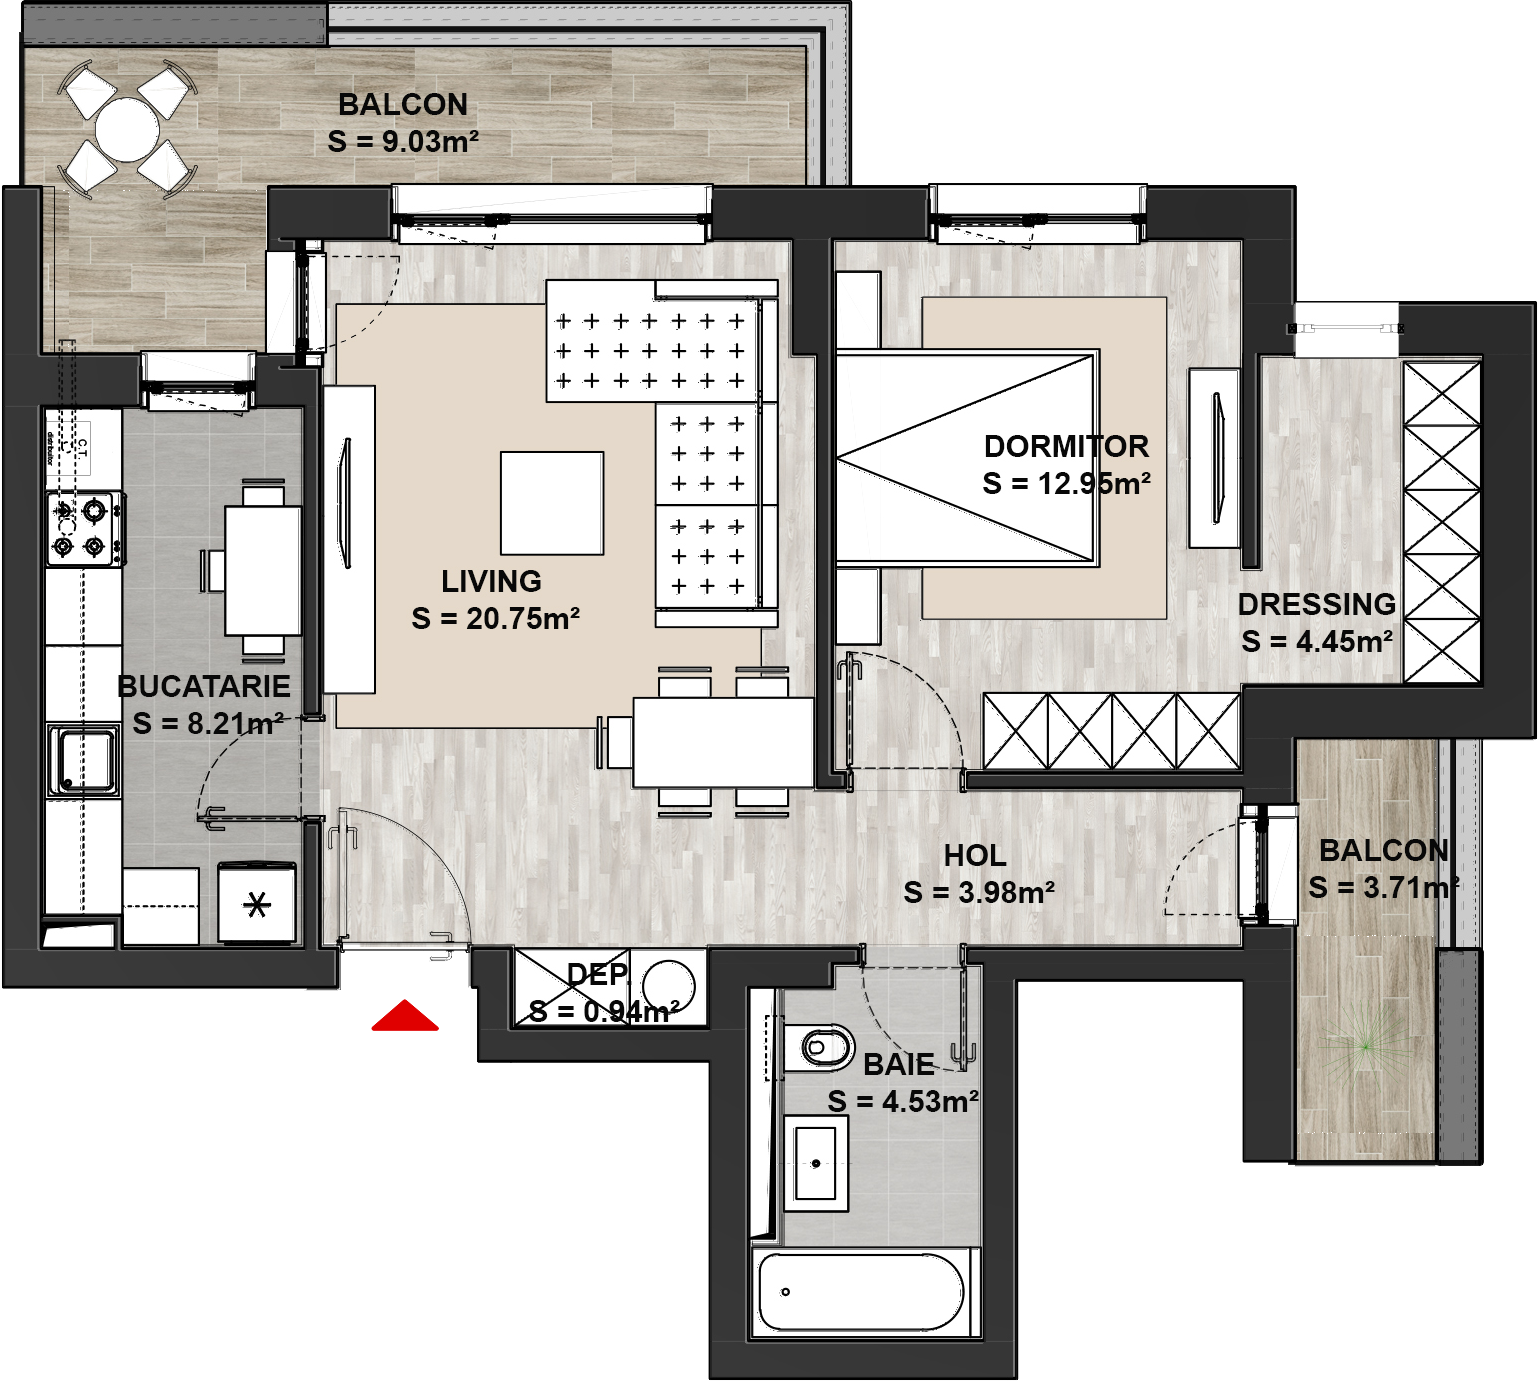 BALCON
S = 9.03m²
DORMITOR
S = 12.95m²
C.T
distribuitor
LIVING
S = 20.75m²
DRESSING
S = 4.45m²
BUCATARIE
S = 8.21m²
HOL
S = 3.98m²
BALCON
S = 3.71m²
DEP.
S = 0.94m²
BAIE
S = 4.53m²